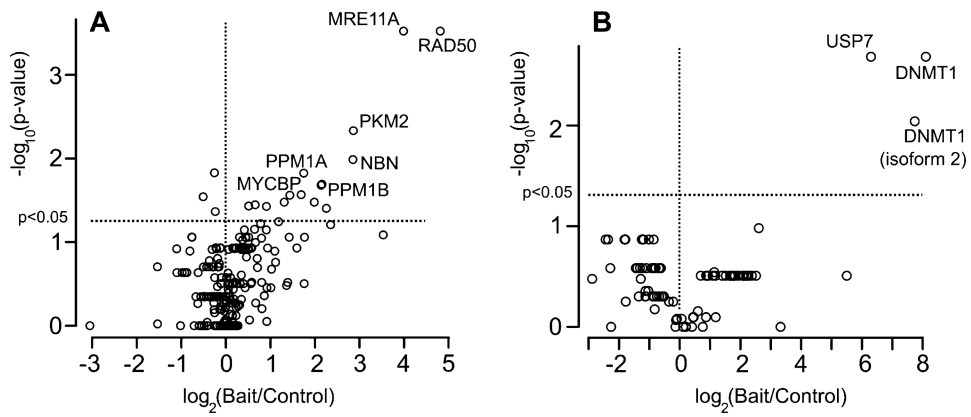 A
MRE11A
RAD50
PKM2
PPM1A
NBN
MYCBP
PPM1B
p<0.05
-log10(p-value)
3
2
1
0
-3 -2 -1 0 1 2 3 4 5
log2(Bait/Control)
B
USP7
DNMT1
DNMT1
(isoform 2)
p<0.05
-log10(p-value)
2
1
0
-2 0 2 4 6 8
log2(Bait/Control)